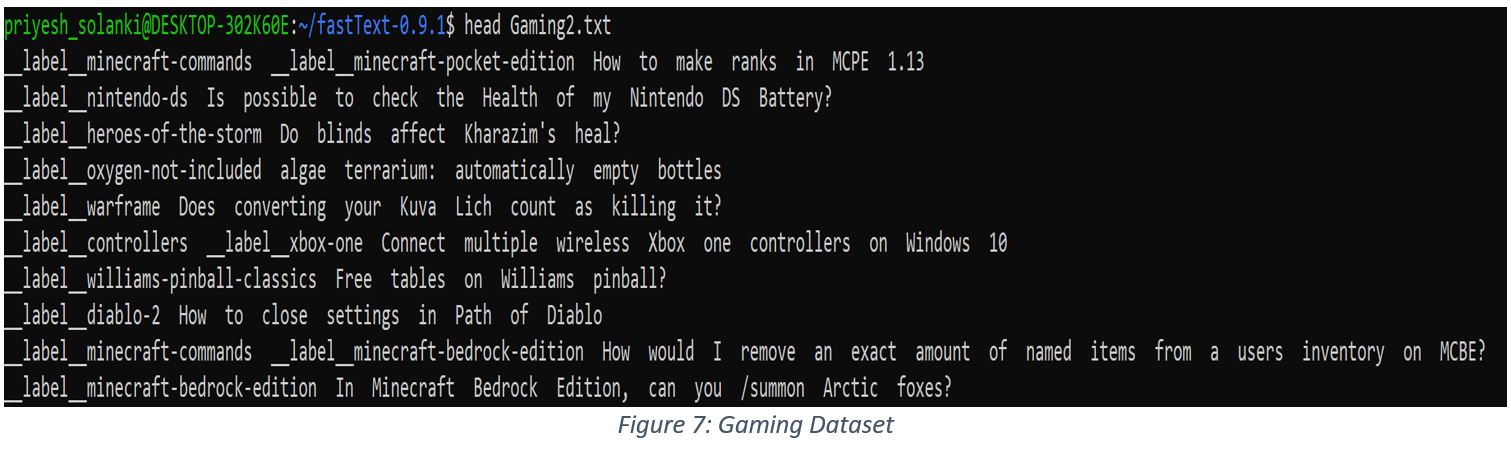 priyesh_solanki@DESKTOP-302K60E:~/fastText-0.9.1$ head Gaming2.txt
__label__minecraft-commands __label__minecraft-pocket-edition How to make ranks in MCPE 1.13
__label__nintendo-ds Is possible to check the Health of my Nintendo DS Battery?
__label__heroes-of-the-storm Do blinds affect Kharazim's heal?
__label__oxygen-not-included algae terrarium: automatically empty bottles
__label__warframe Does converting your Kuva Lich count as killing it?
__label__controllers __label__xbox-one Connect multiple wireless Xbox one controllers on Windows 10
__label__williams-pinball-classics Free tables on Williams pinball?
__label__diablo-2 How to close settings in Path of Diablo
__label__minecraft-commands __label__minecraft-bedrock-edition How would I remove an exact amount of named items from a users inventory on MCBE?
__label__minecraft-bedrock-edition In Minecraft Bedrock Edition, can you /summon Arctic foxes?
Figure 7: Gaming Dataset